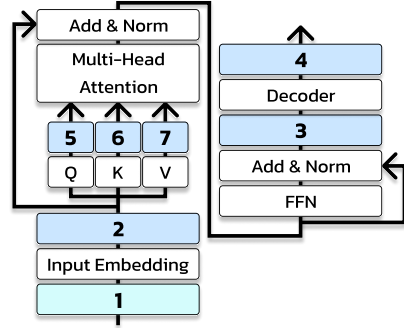 Add & Norm
Multi-Head
Attention
5 6 7
Q K V
2
Input Embedding
1
4
Decoder
3
Add & Norm
FFN